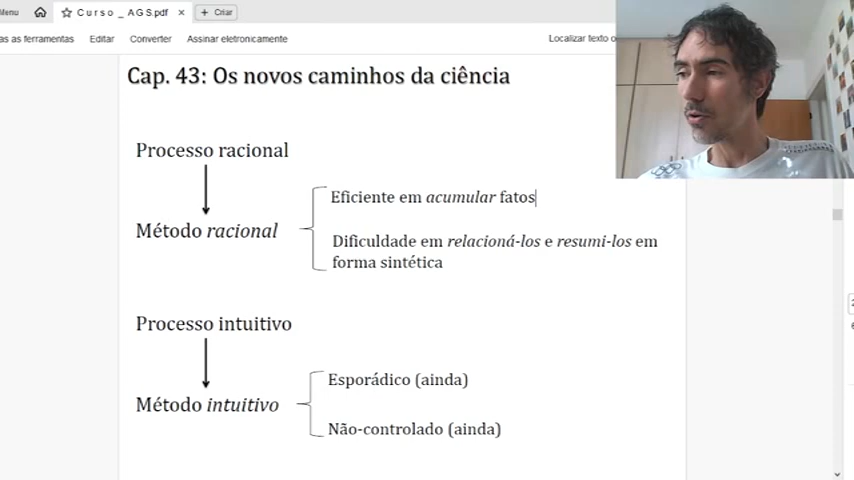 Menu
Curso_AGS.pdf
Criar
as as ferramentas
Editar
Converter
Assinar eletronicamente
Localizar texto o
Cap. 43: Os novos caminhos da ciência
Processo racional
Eficiente em acumular fatos
Método racional
Dificuldade em relacioná-los e resumi-los em
forma sintética
Processo intuitivo
Esporádico (ainda)
Método intuitivo
Não-controlado (ainda)